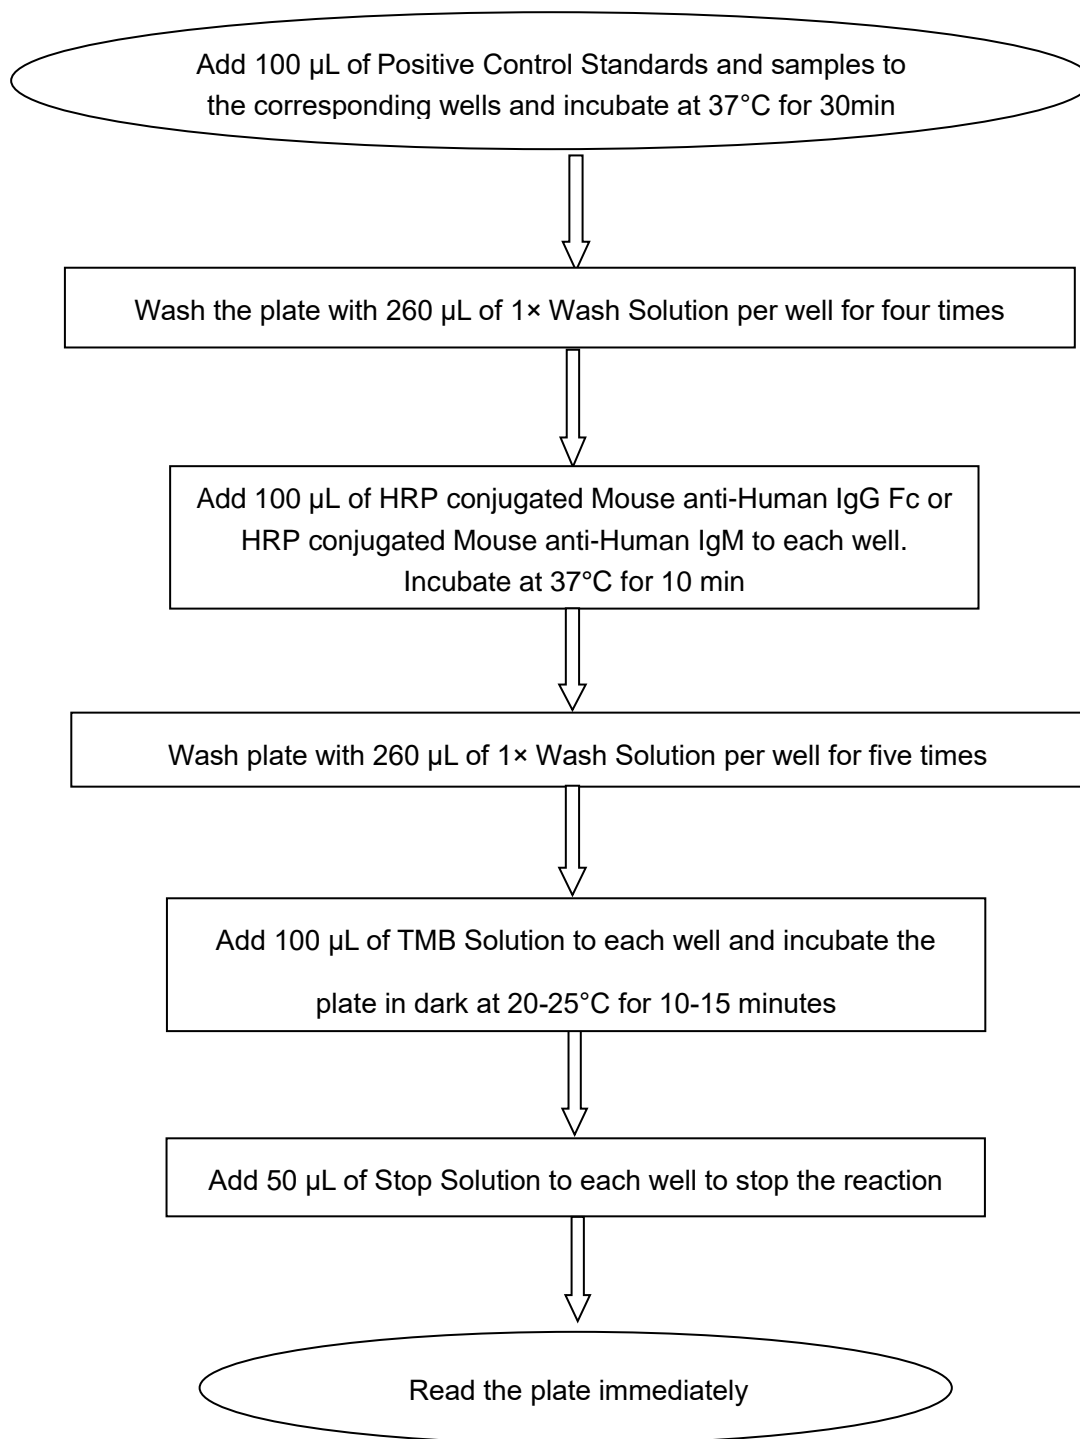 Add 100 µL of Positive Control Standards and samples to
the corresponding wells and incubate at 37°C for 30min
Wash the plate with 260 µL of 1× Wash Solution per well for four times
Add 100 µL of HRP conjugated Mouse anti-Human IgG Fc or
HRP conjugated Mouse anti-Human IgM to each well.
Incubate at 37°C for 10 min
Wash plate with 260 µL of 1× Wash Solution per well for five times
Add 100 µL of TMB Solution to each well and incubate the
plate in dark at 20-25°C for 10-15 minutes
Add 50 µL of Stop Solution to each well to stop the reaction
Read the plate immediately